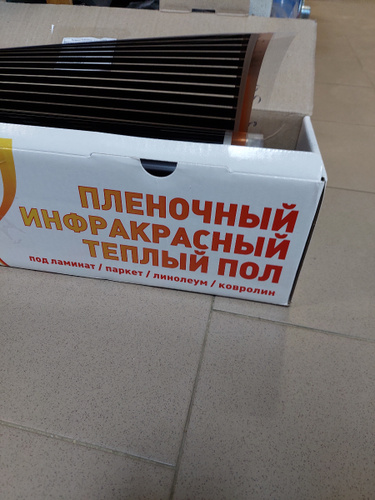 ПЛЕНОЧНЫЙ
ИНФРАКРАСНЫЙ
ТЕПЛЫЙ ПОЛ
под ламинат / паркет / линолеум / ковролин